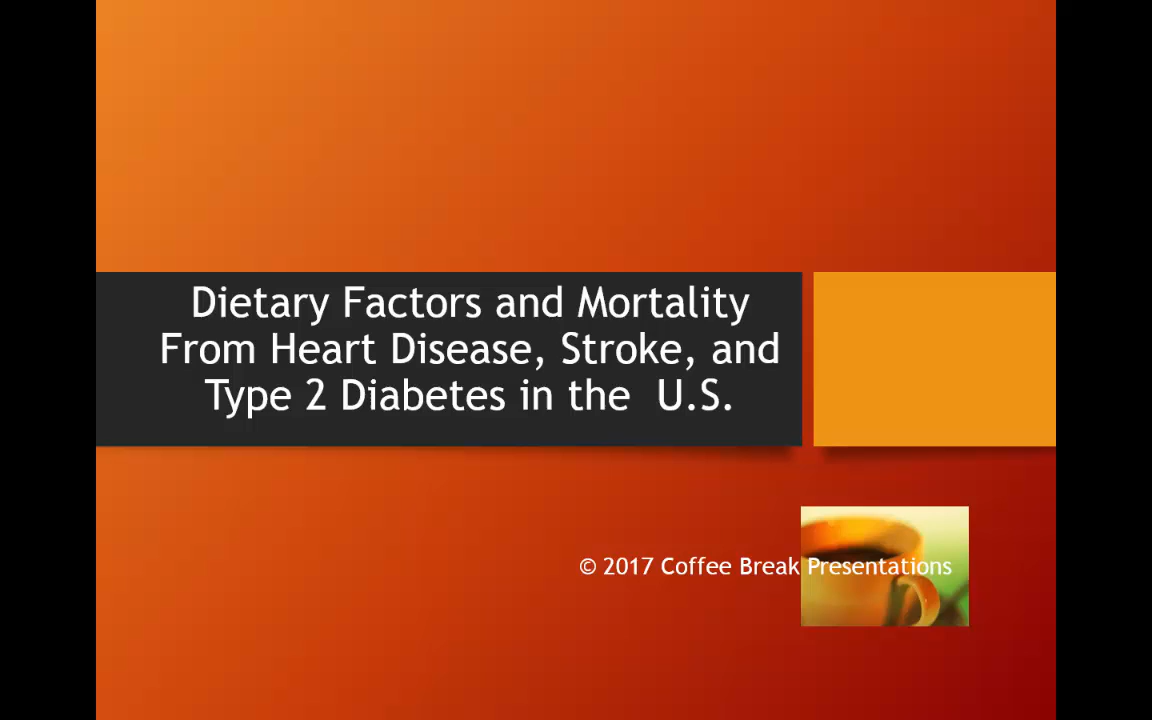 Dietary Factors and Mortality
From Heart Disease, Stroke, and
Type 2 Diabetes in the  U.S.
© 2017 Coffee Break Presentations